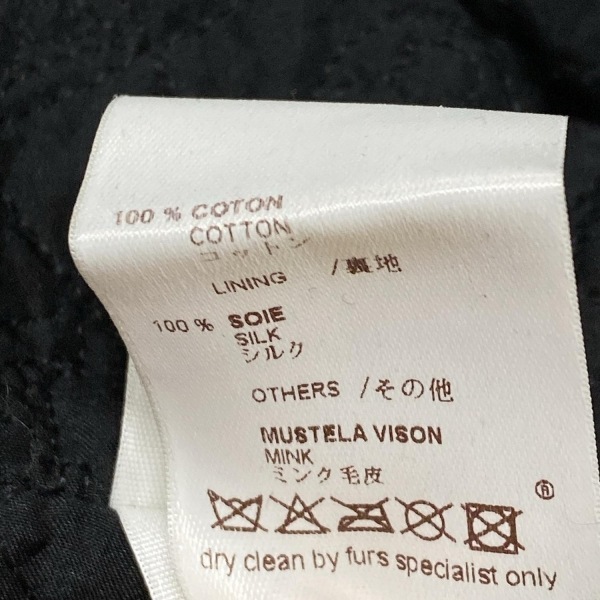 100 % COTON
COTTON
コットン
LINING /裏地
100 % SOIE
SILK
シルク
OTHERS /その他
MUSTELA VISON
MINK
ミンク毛皮
dry clean by furs specialist only